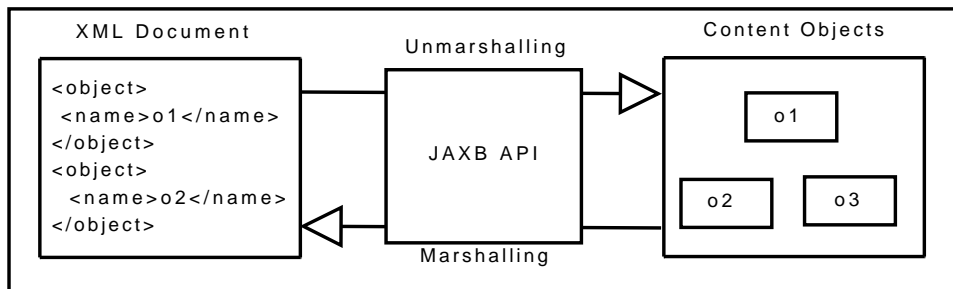 XML Document
Unmarshalling
Content Objects
<object>
<name>o1</name>
</object>
<object>
<name>o2</name>
</object>
JAXB API
o1
o2
o3
Marshalling